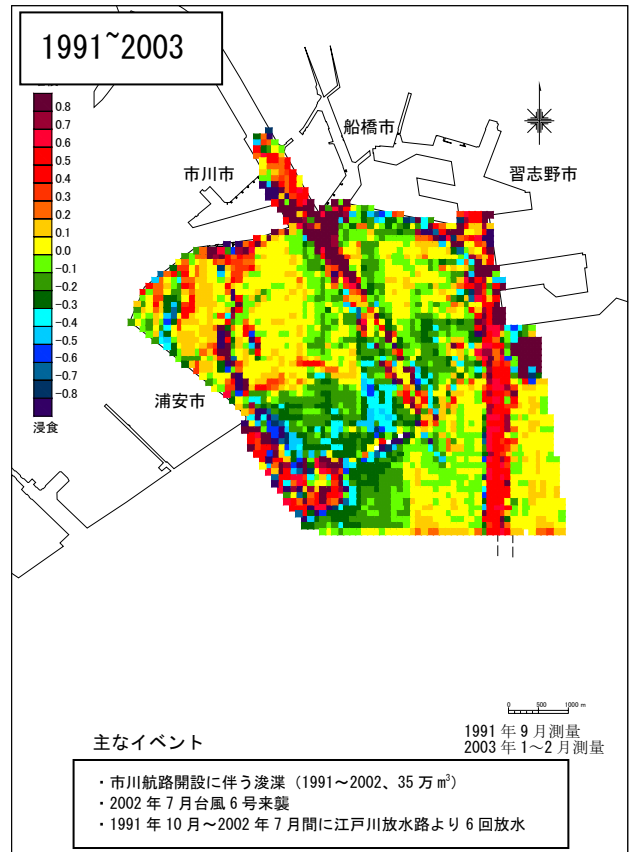 1991~2003
0.8
0.7
0.6
0.5
0.4
0.3
0.2
0.1
0.0
-0.1
-0.2
-0.3
-0.4
-0.5
-0.6
-0.7
-0.8
浸食
船橋市
市川市
習志野市
浦安市
0 500 1000 m
1991 年 9 月測量
2003 年 1～2 月測量
主なイベント
・市川航路開設に伴う浚渫（1991～2002、35 万㎥）
・2002 年 7 月台風 6 号来襲
・1991 年 10 月～2002 年 7 月間に江戸川放水路より 6 回放水